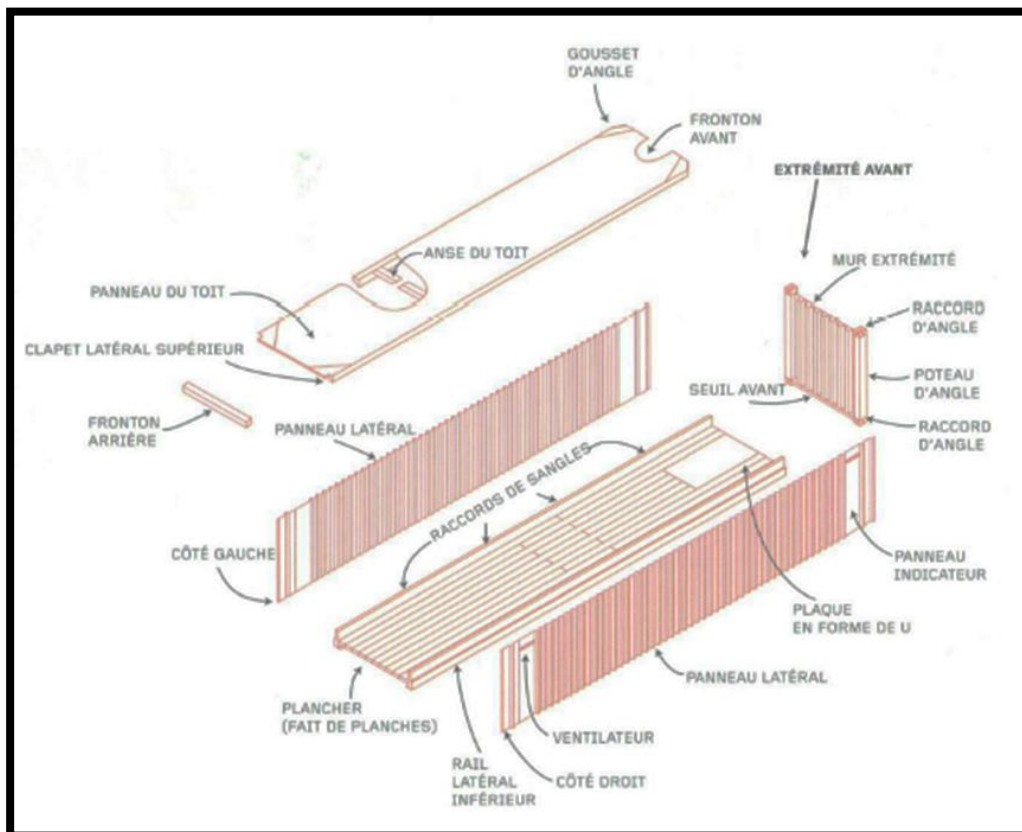 GOUSSET
D'ANGLE
FRONTON
AVANT
EXTRÉMITÉ AVANT
ANSE DU TOIT
MUR EXTRÉMITÉ
PANNEAU DU TOIT
RACCORD
D'ANGLE
CLAPET LATÉRAL SUPÉRIEUR
POTEAU
D'ANGLE
SEUIL AVANT
FRONTON
ARRIÈRE
PANNEAU LATÉRAL
RACCORD
D'ANGLE
RACCORDS DE SANGLES
CÔTÉ GAUCHE
PANNEAU
INDICATEUR
PLAQUE
EN FORME DE U
PANNEAU LATÉRAL
PLANCHER
(FAIT DE PLANCHES)
VENTILATEUR
RAIL
LATÉRAL
INFÉRIEUR
CÔTÉ DROIT